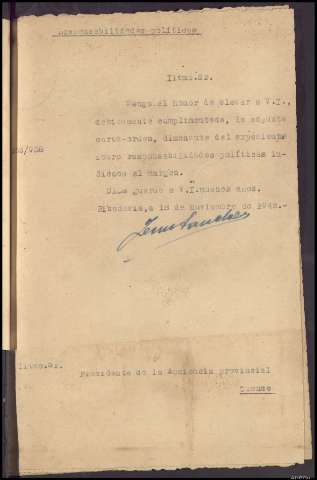 Responsabilidades políticas
Iltmo.Sr.
Tengo el honor de elevar a V.I.,
debidamente cumplimentada, la adjunta
carta-orden, dimanante del expediente
sobre responsabilidades políticas in-
dicado al margen.
Dios guarde a V.I.muchos años.
Ribadavia, a 18 de noviembre de 1942.-
Iltmo.Sr.
Presidente de la Audiencia provincial
Orense